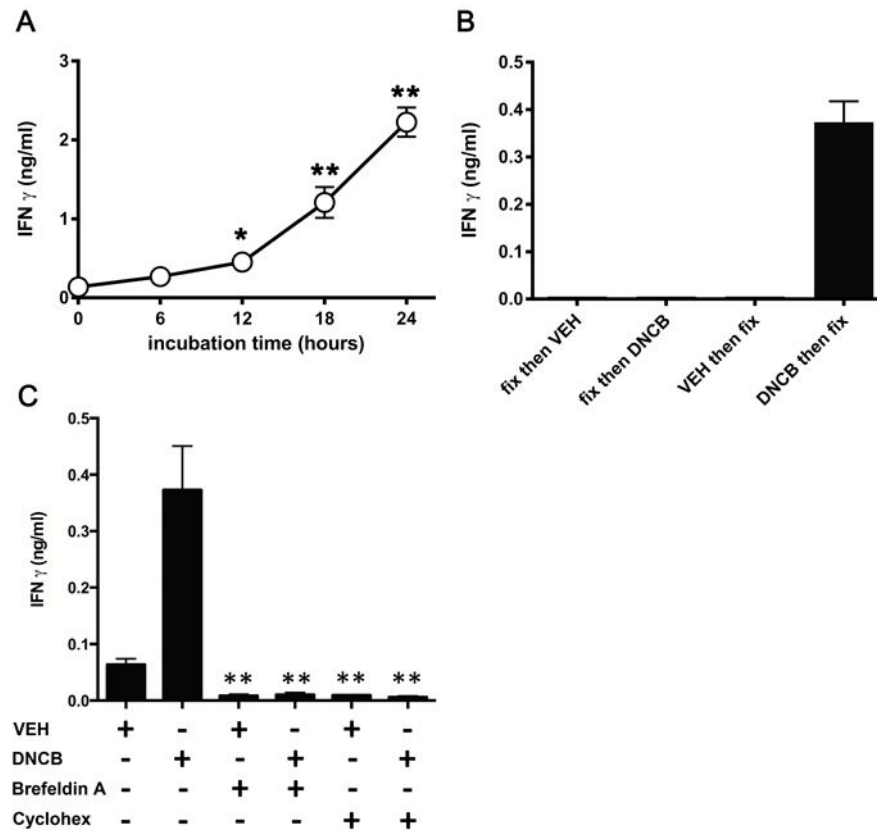 A
IFN γ (ng/ml)
3
2
1
0
*
**
**
0 6 12 18 24
incubation time (hours)
B
IFN γ (ng/ml)
0.5
0.4
0.3
0.2
0.1
0.0
fix then VEH
fix then DNCB
VEH then fix
DNCB then fix
C
IFN γ (ng/ml)
0.5
0.4
0.3
0.2
0.1
0.0
** ** ** **
VEH + - + - + -
DNCB - + - + - +
Brefeldin A - - + + - -
Cyclohex - - - - + +